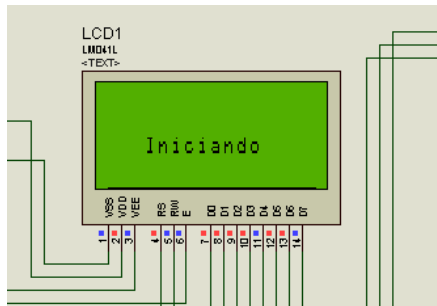 LCD1
LM041L
<TEXT>
Iniciando
VSS VDD VEE RS RW E D0 D1 D2 D3 D4 D5 D6 D7
1 2 3 4 5 6 7 8 9 10 11 12 13 14